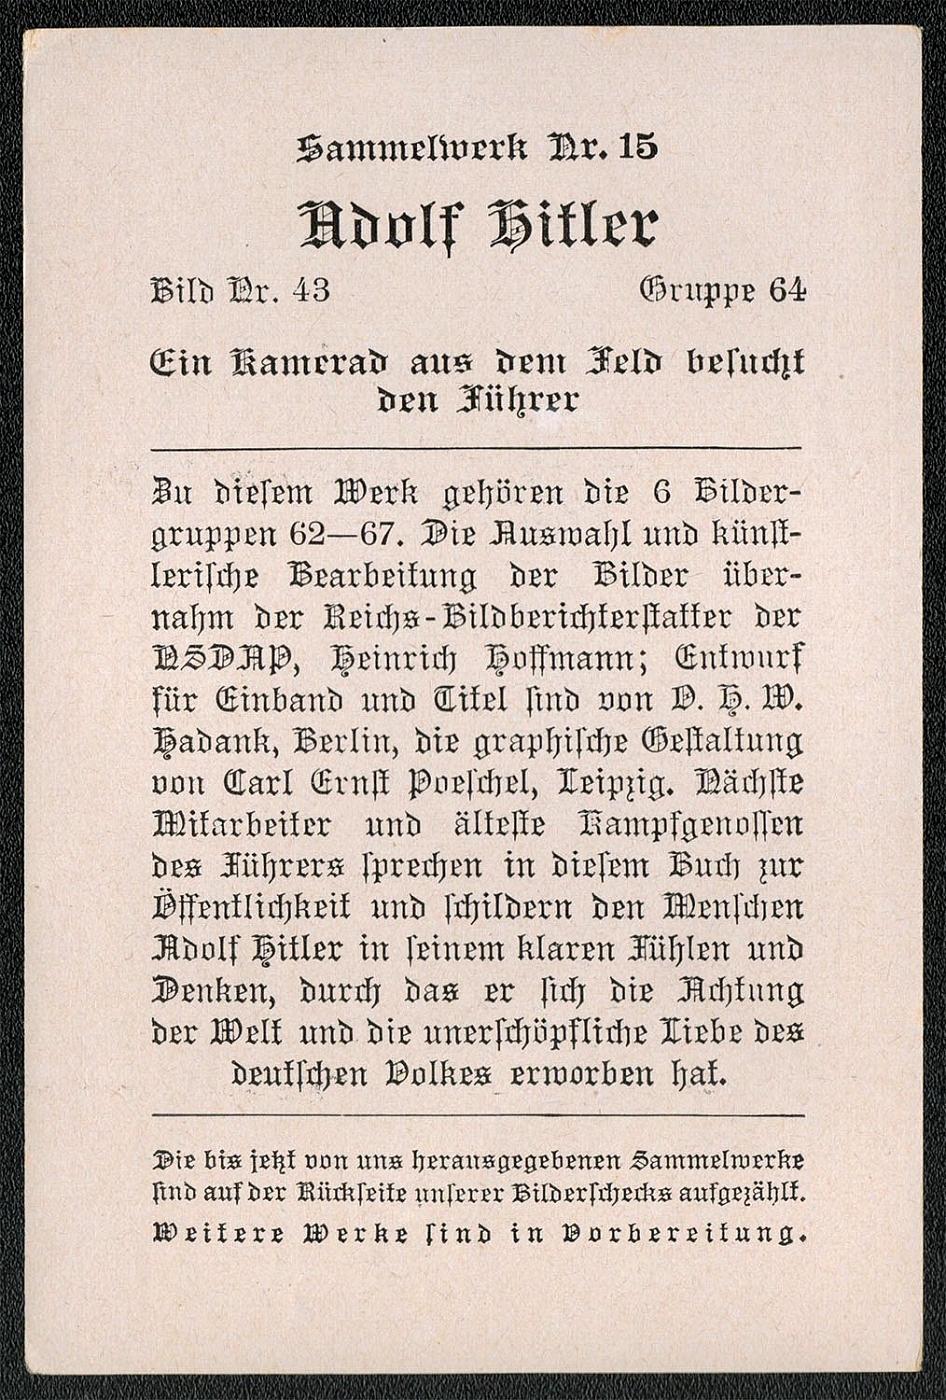 Sammelwerk Nr. 15
Adolf Hitler
Bild Nr. 43 Gruppe 64
Ein Kamerad aus dem Feld besucht
den Führer
Zu diesem Werk gehören die 6 Bilder-
gruppen 62—67. Die Auswahl und künst-
lerische Bearbeitung der Bilder über-
nahm der Reichs-Bildberichterstatter der
NSDAP, Heinrich Hoffmann; Entwurf
für Einband und Titel sind von O. H. W.
Hadank, Berlin, die graphische Gestaltung
von Carl Ernst Poeschel, Leipzig. Nächste
Mitarbeiter und älteste Kampfgenossen
des Führers sprechen in diesem Buch zur
Öffentlichkeit und schildern den Menschen
Adolf Hitler in seinem klaren Fühlen und
Denken, durch das er sich die Achtung
der Welt und die unerschöpfliche Liebe des
deutschen Volkes erworben hat.
Die bis jetzt von uns herausgegebenen Sammelwerke
sind auf der Rückseite unserer Bilderschecks aufgezählt.
Weitere Werke sind in Vorbereitung.